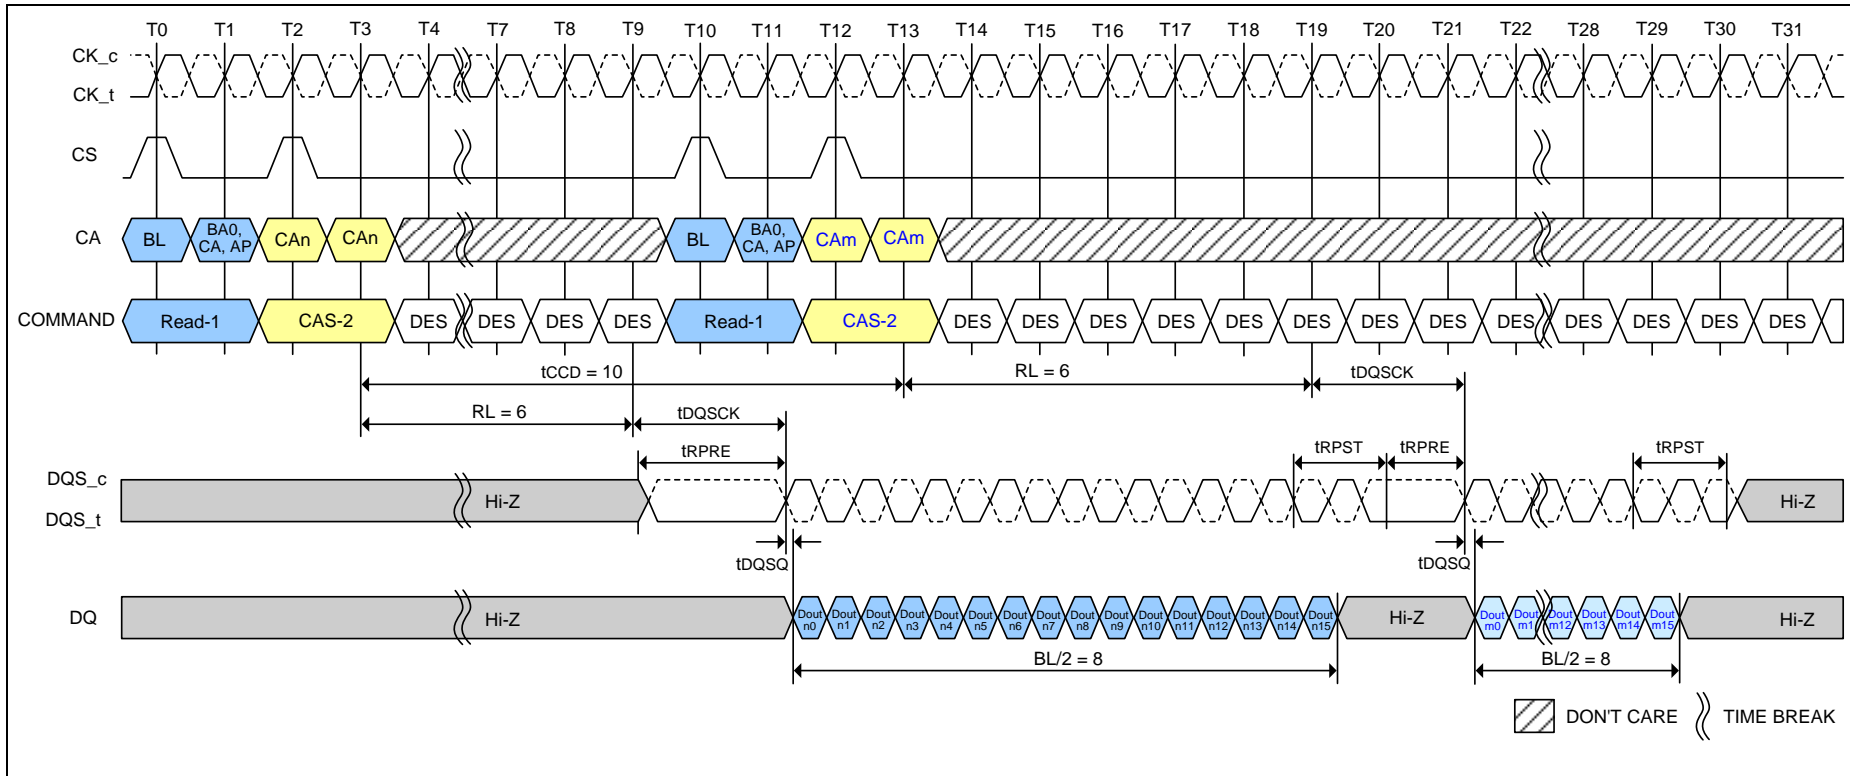 T0 T1 T2 T3 T4 T7 T8 T9 T10 T11 T12 T13 T14 T15 T16 T17 T18 T19 T20 T21 T22 T28 T29 T30 T31
CK_c
CK_t
CS
CA BL BA0, CA, AP CAn CAn BL BA0, CA, AP CAm CAm
COMMAND Read-1 CAS-2 DES DES DES DES Read-1 CAS-2 DES DES DES DES DES DES DES DES DES DES DES DES DES
tCCD = 10 RL = 6 tDQSCK
RL = 6 tDQSCK
tRPRE tRPST tRPRE tRPST
DQS_c
Hi-Z Hi-Z
DQS_t
tDQSQ tDQSQ
DQ Hi-Z Dout n0 Dout n1 Dout n2 Dout n3 Dout n4 Dout n5 Dout n6 Dout n7 Dout n8 Dout n9 Dout n10 Dout n11 Dout n12 Dout n13 Dout n14 Dout n15 Hi-Z Dout m0 Dout m1 Dout m12 Dout m13 Dout m14 Dout m15 Hi-Z
BL/2 = 8 BL/2 = 8
DON'T CARE TIME BREAK